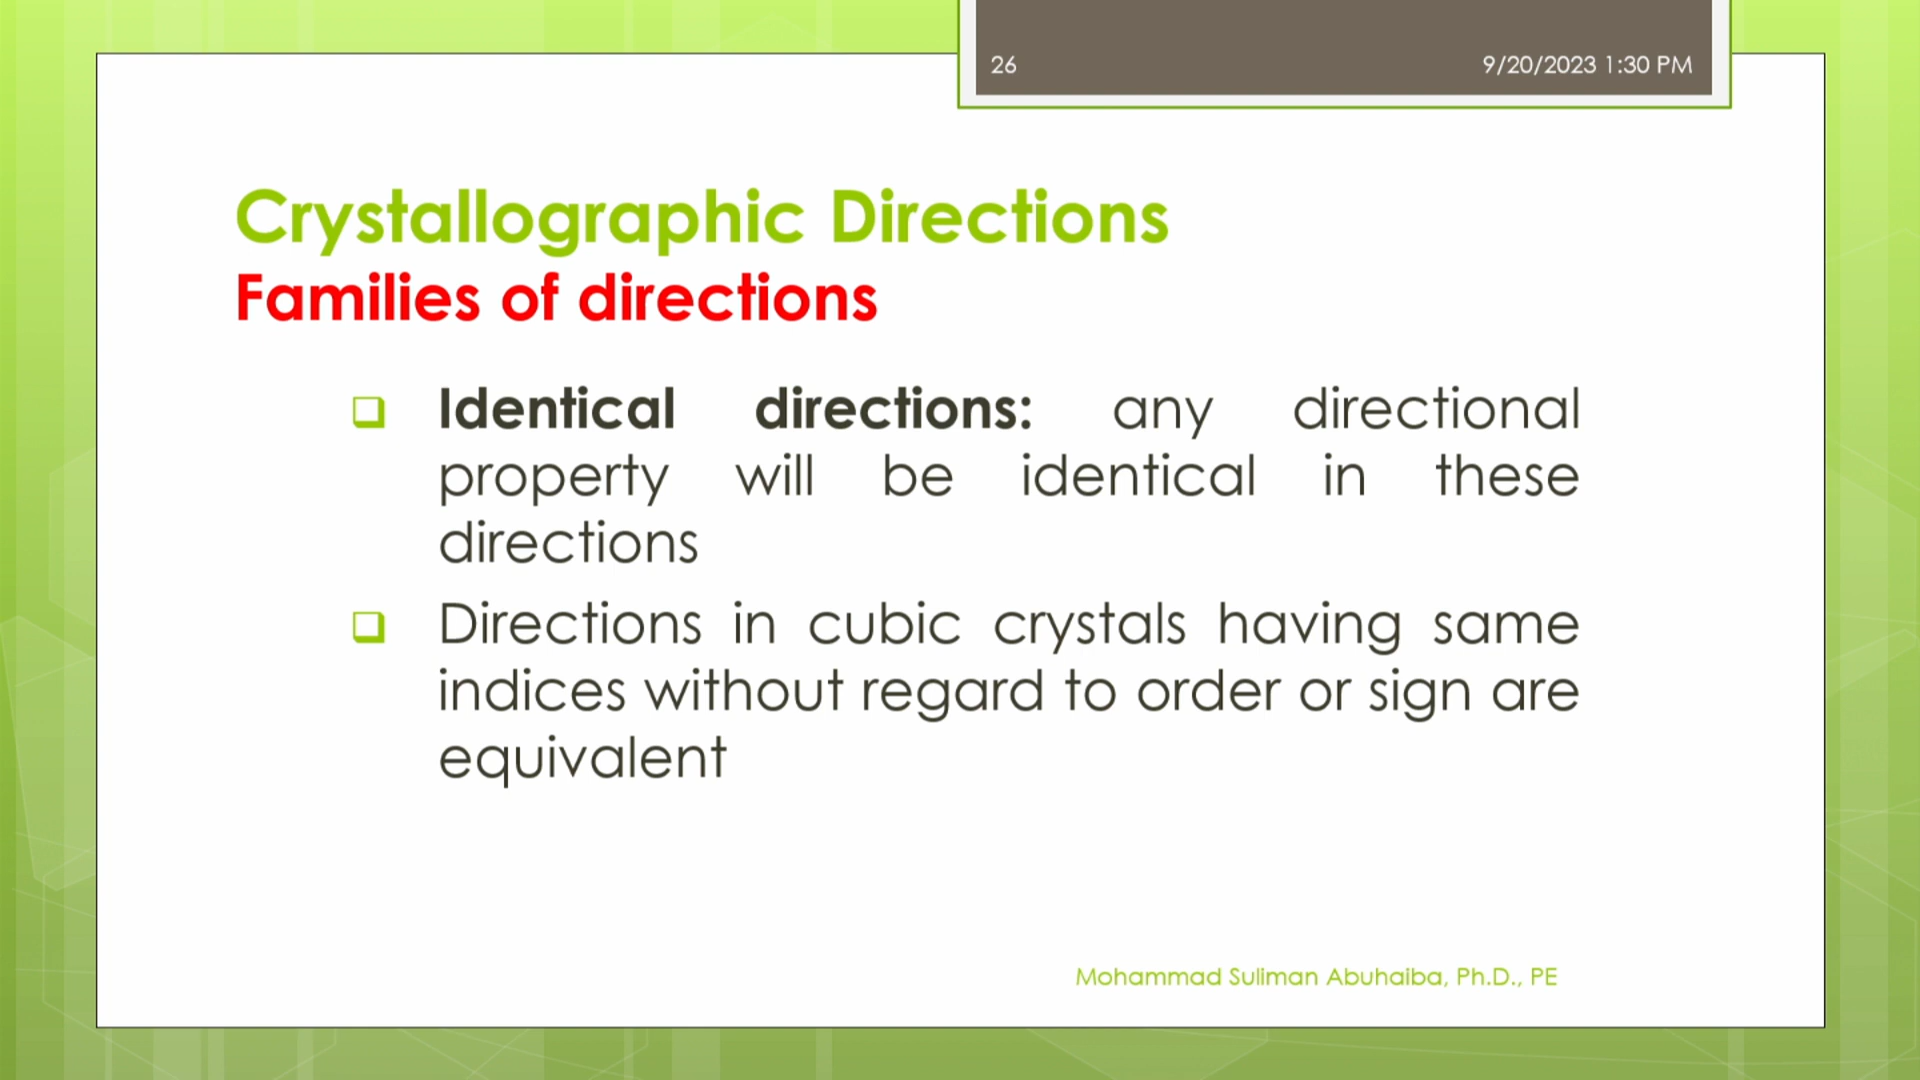 26
9/20/2023 1:30 PM
Crystallographic Directions
Families of directions
Identical directions: any directional
property will be identical in these
directions
Directions in cubic crystals having same
indices without regard to order or sign are
equivalent
Mohammad Suliman Abuhaiba, Ph.D., PE